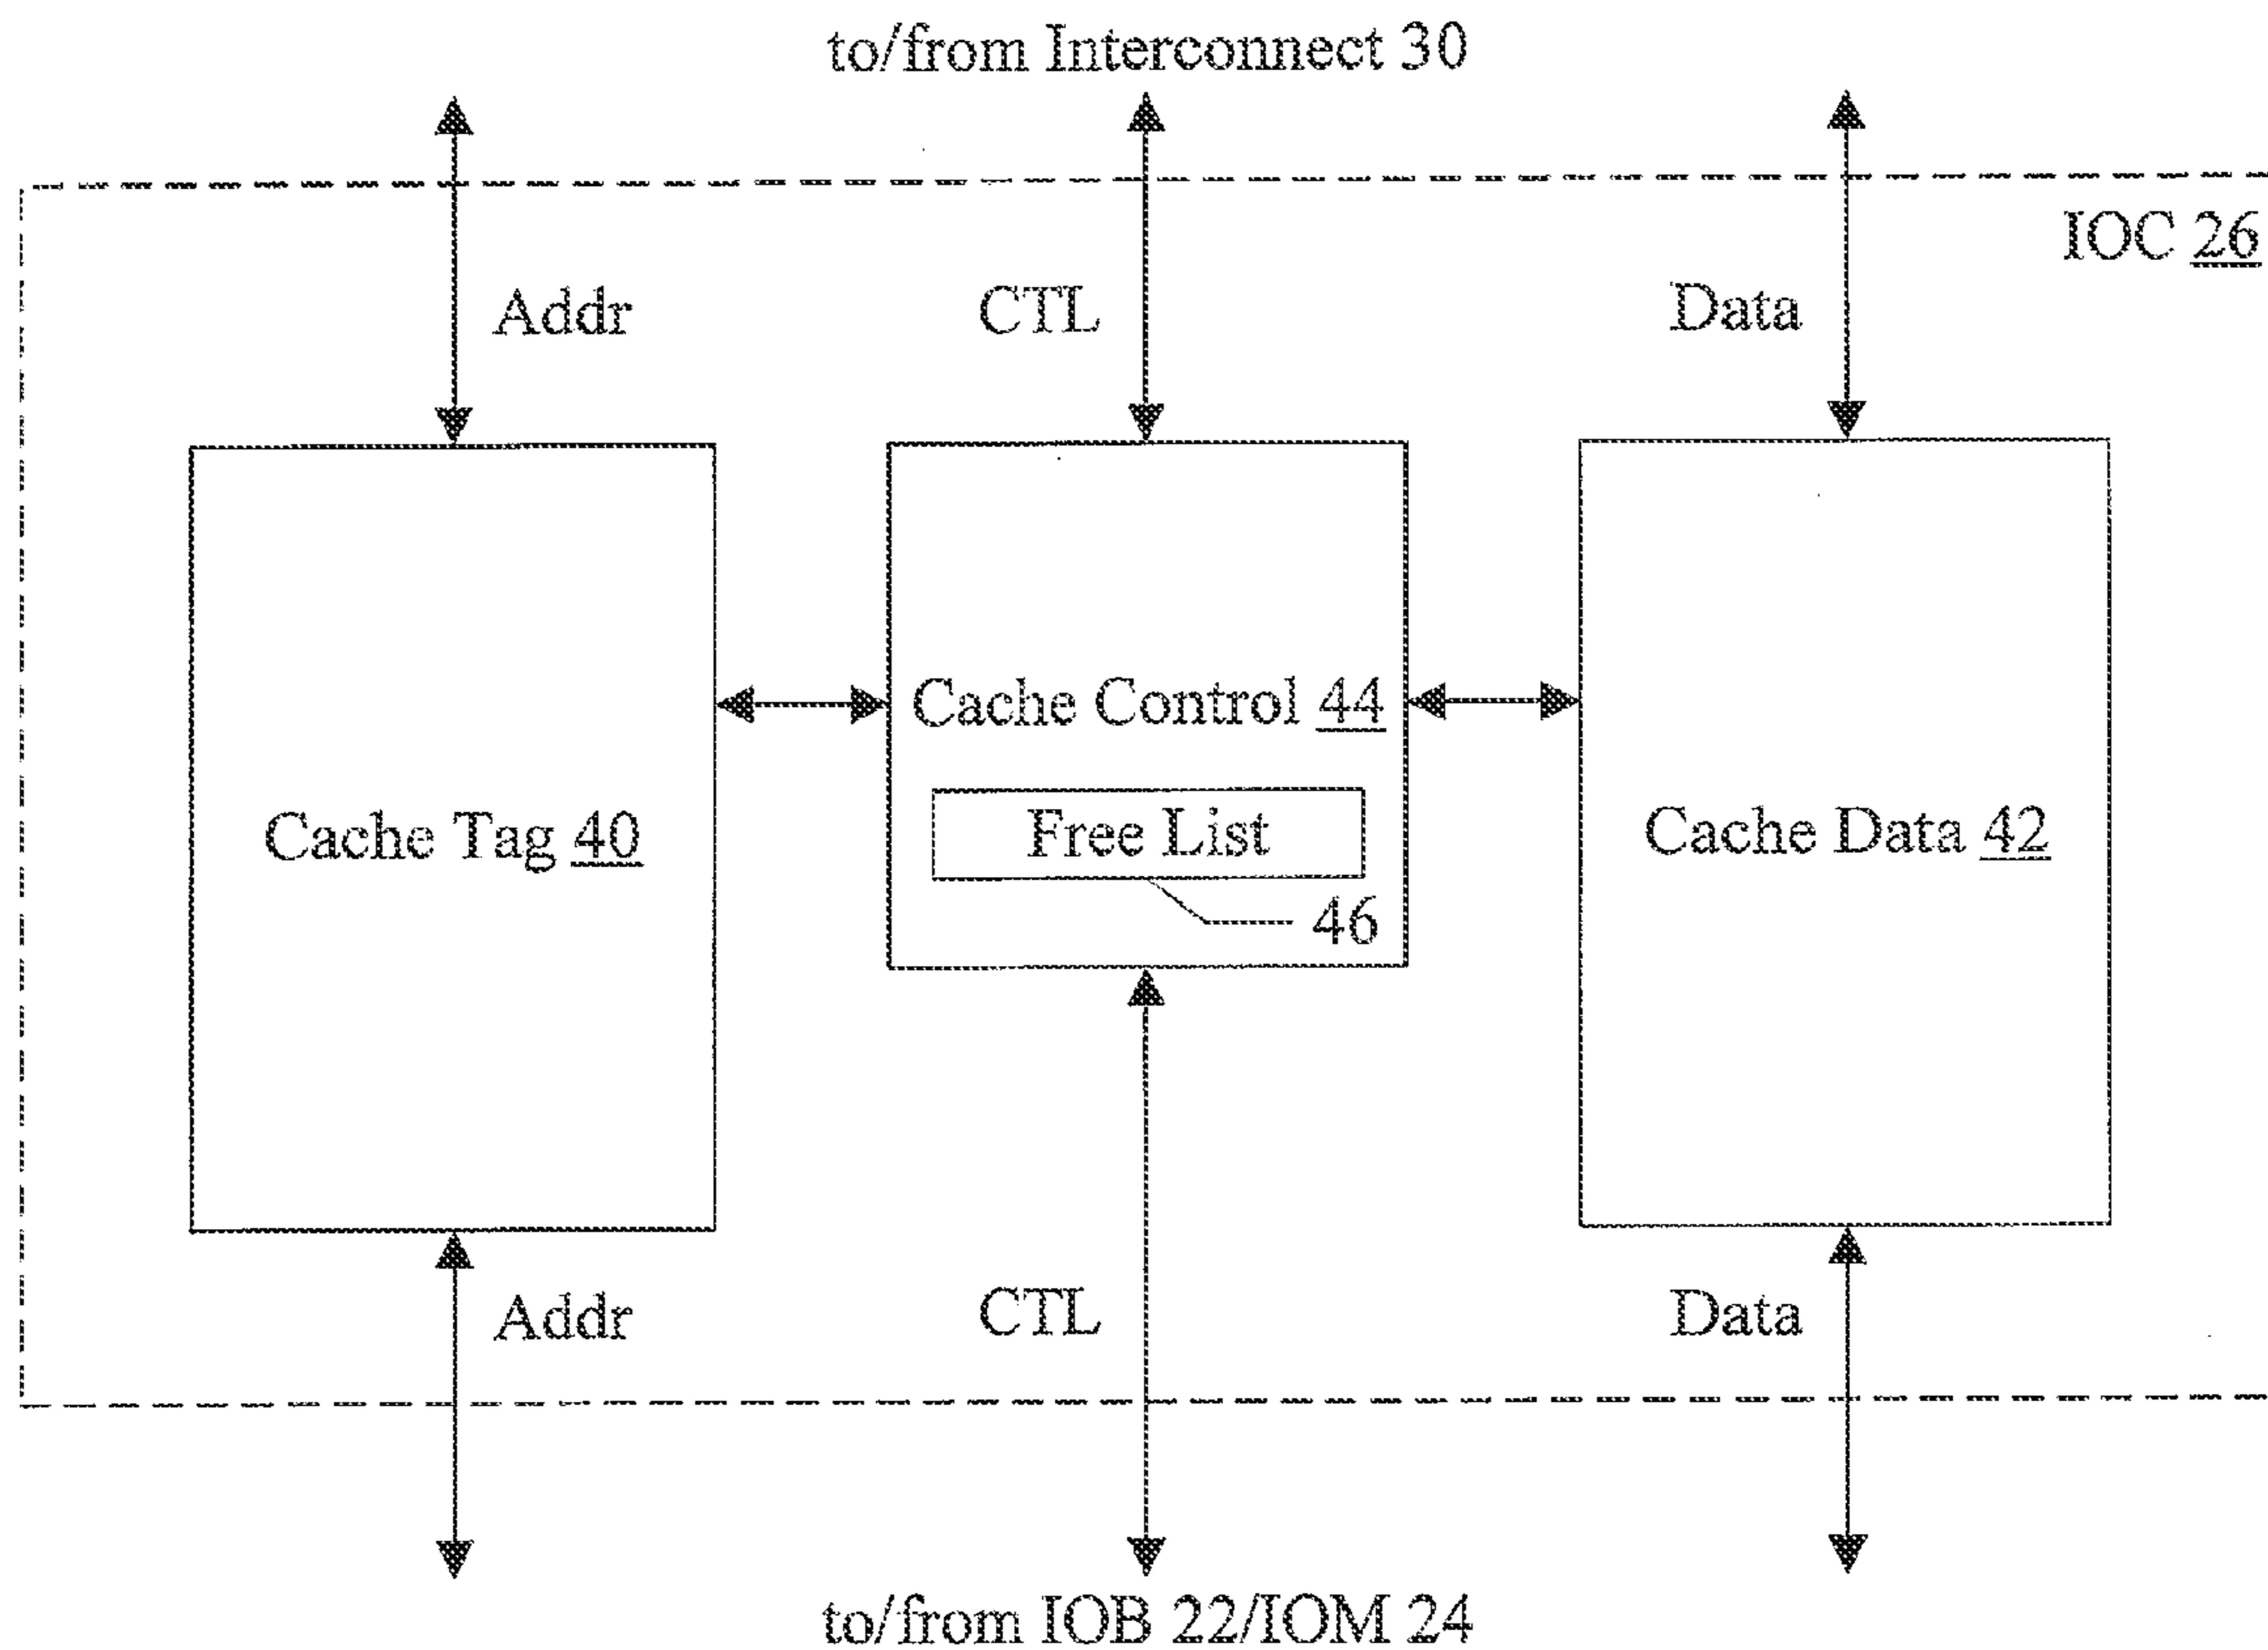 to/from Interconnect 30
IOC 26
Addr
CTL
Data
Cache Control 44
Cache Tag 40
Free List
Cache Data 42
46
Addr
CTL
Data
to/from IOB 22/IOM 24